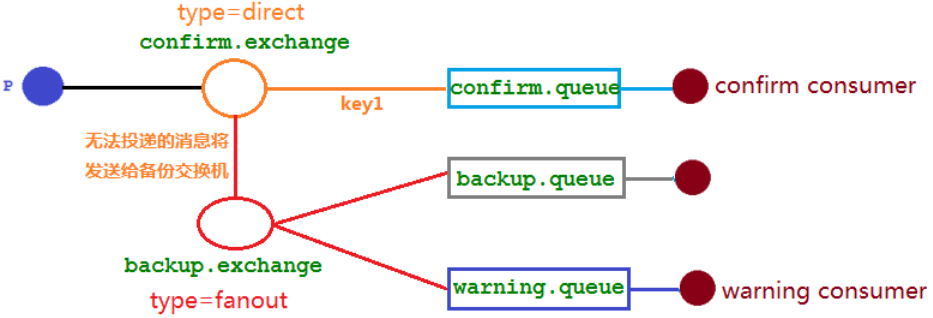 type=direct
confirm.exchange
P
key1
confirm.queue
confirm consumer
无法投递的消息将
发送给备份交换机
backup.queue
backup.exchange
type=fanout
warning.queue
warning consumer